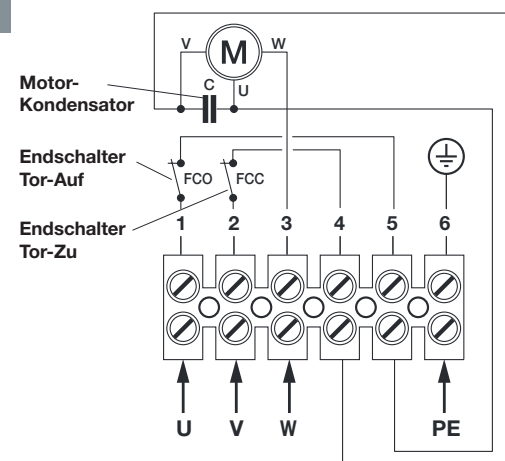 V
M
W
Motor-
Kondensator
C
U
Endschalter
Tor-Auf
FCO
FCC
Endschalter
Tor-Zu
1 2 3 4 5 6
U V W PE